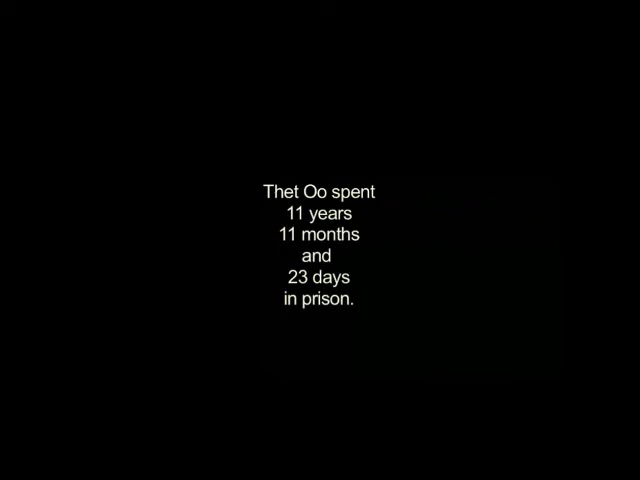 Thet Oo spent
11 years
11 months
and
23 days
in prison.